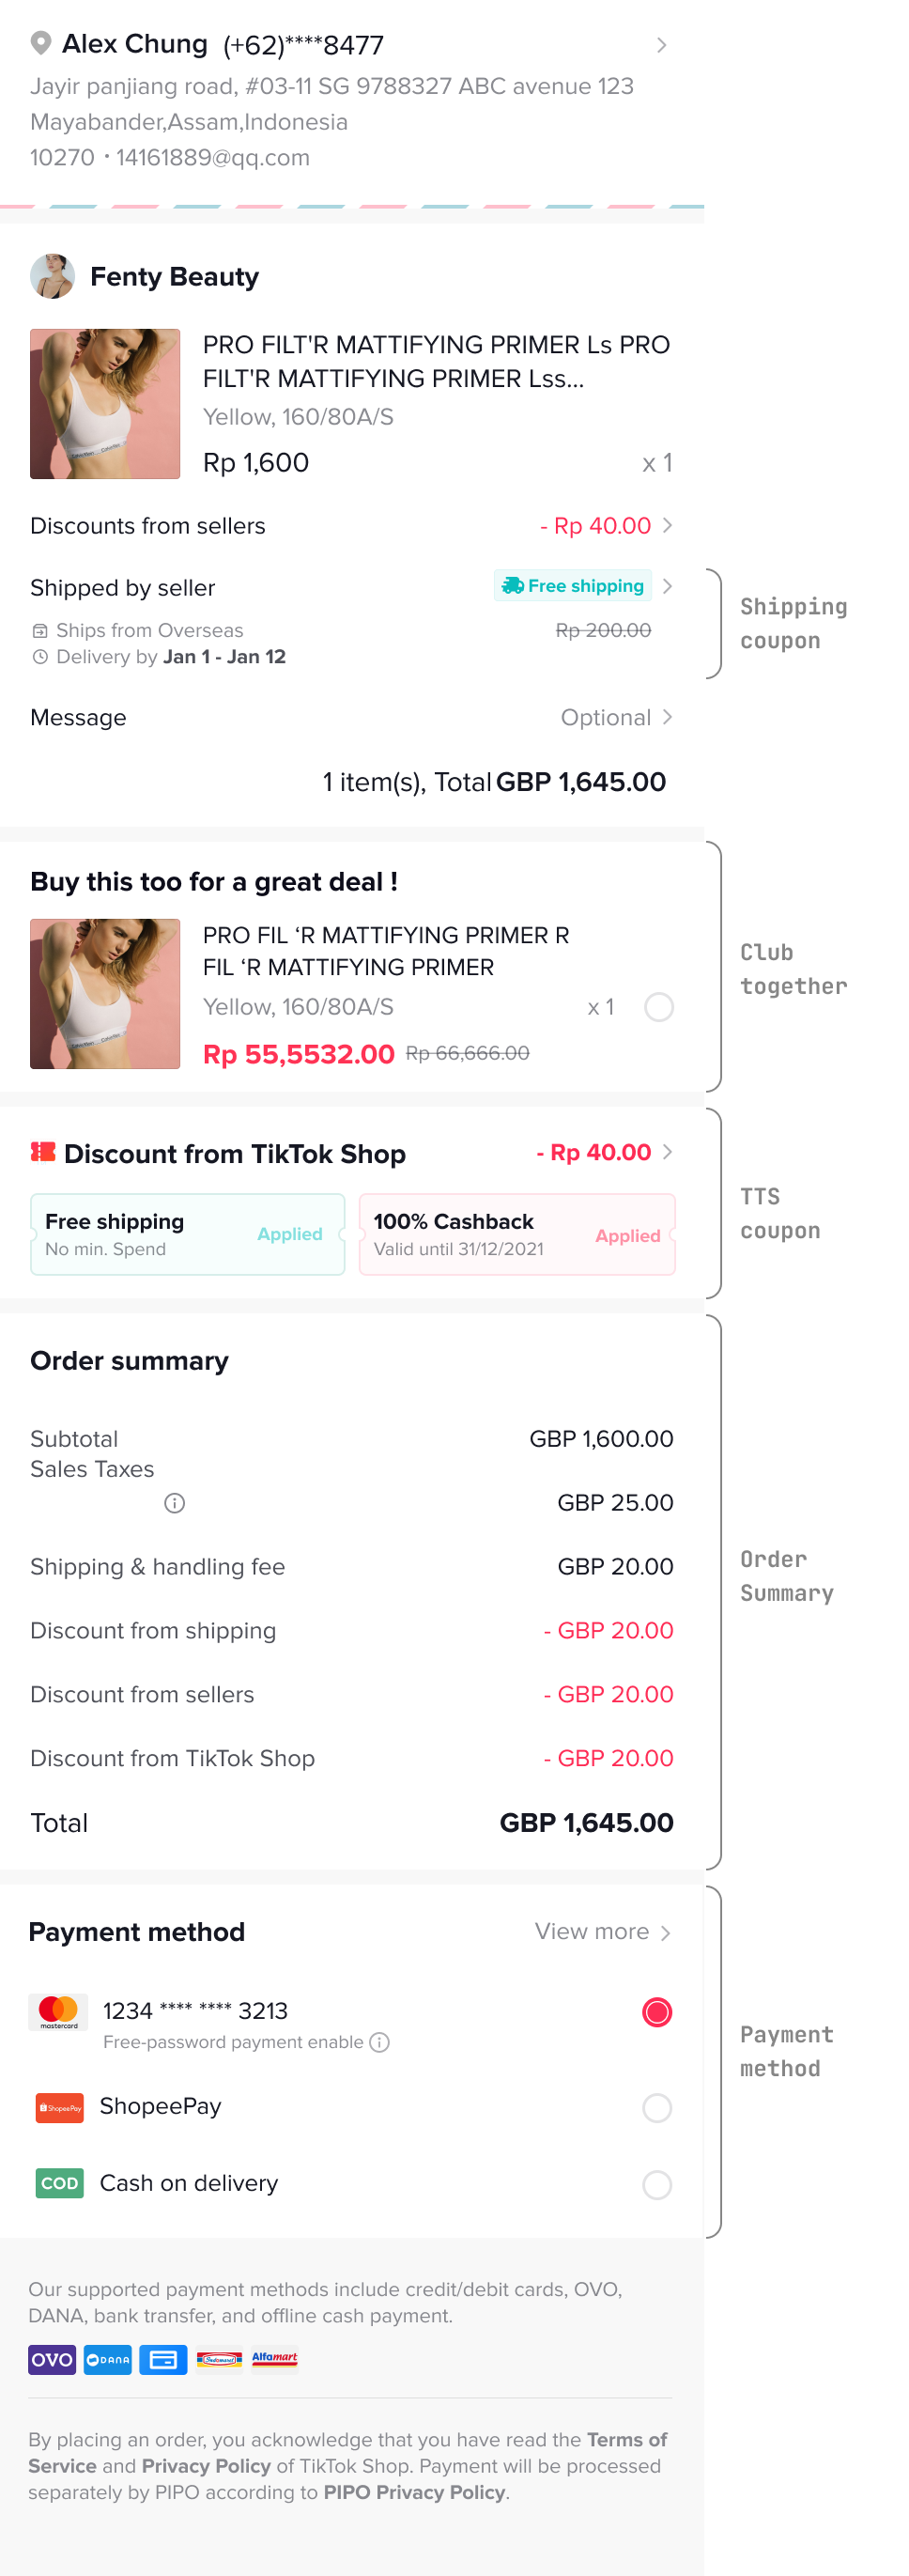 Alex Chung (+62)****8477
Jayir panjiang road, #03-11 SG 9788327 ABC avenue 123
Mayabander,Assam,Indonesia
10270 · 14161889@qq.com
Fenty Beauty
PRO FILT'R MATTIFYING PRIMER Ls PRO
FILT'R MATTIFYING PRIMER Lss...
Yellow, 160/80A/S
Rp 1,600 x 1
Discounts from sellers - Rp 40.00
Shipped by seller Free shipping
Ships from Overseas Rp 200.00
Delivery by Jan 1 - Jan 12
Shipping
coupon
Message Optional
1 item(s), Total GBP 1,645.00
Buy this too for a great deal !
PRO FIL ‘R MATTIFYING PRIMER R
FIL ‘R MATTIFYING PRIMER
Yellow, 160/80A/S x 1
Rp 55,5532.00 Rp 66,666.00
Club
together
Discount from TikTok Shop - Rp 40.00
Free shipping
No min. Spend
Applied
100% Cashback
Valid until 31/12/2021
Applied
TTS
coupon
Order summary
Subtotal GBP 1,600.00
Sales Taxes
GBP 25.00
Shipping & handling fee GBP 20.00
Discount from shipping - GBP 20.00
Discount from sellers - GBP 20.00
Discount from TikTok Shop - GBP 20.00
Total GBP 1,645.00
Order
Summary
Payment method View more
mastercard
1234 **** **** 3213
Free-password payment enable
ShopeePay
ShopeePay
COD
Cash on delivery
Payment
method
Our supported payment methods include credit/debit cards, OVO,
DANA, bank transfer, and offline cash payment.
OVO DANA Indomaret Alfamart
By placing an order, you acknowledge that you have read the Terms of
Service and Privacy Policy of TikTok Shop. Payment will be processed
separately by PIPO according to PIPO Privacy Policy.